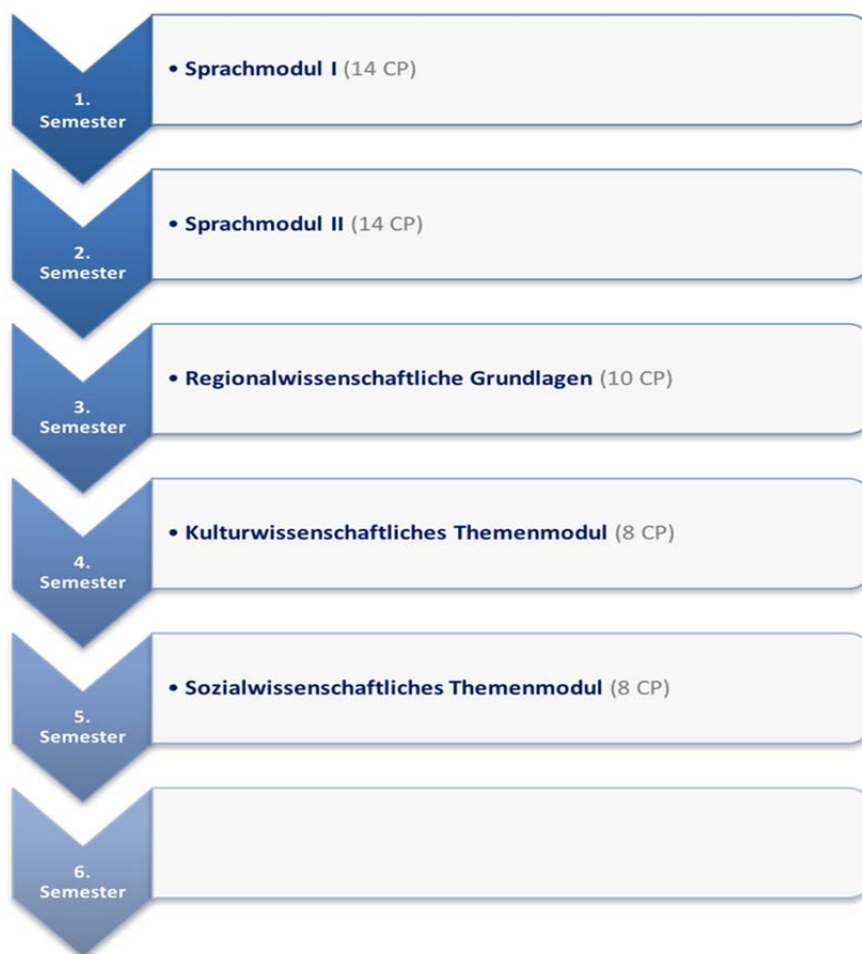 1.
Semester
• Sprachmodul I (14 CP)
2.
Semester
• Sprachmodul II (14 CP)
3.
Semester
• Regionalwissenschaftliche Grundlagen (10 CP)
4.
Semester
• Kulturwissenschaftliches Themenmodul (8 CP)
5.
Semester
• Sozialwissenschaftliches Themenmodul (8 CP)
6.
Semester